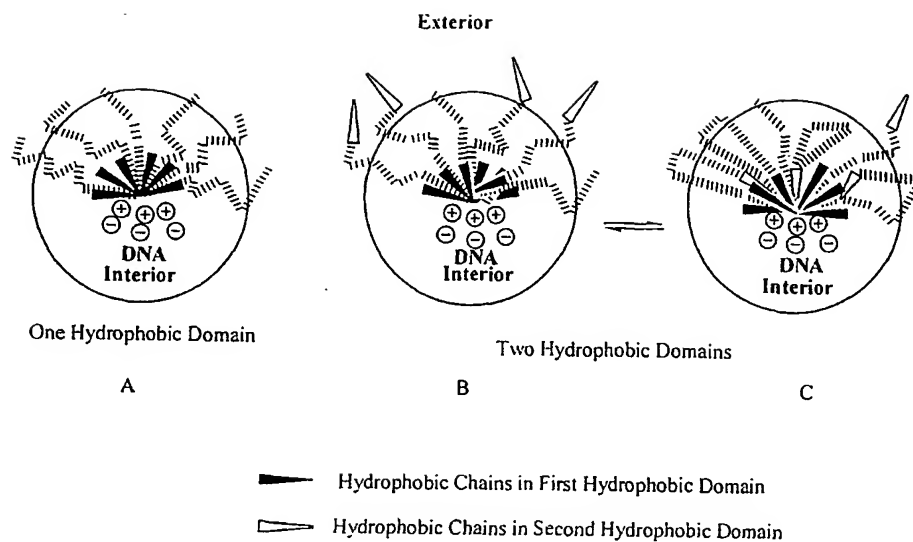 Exterior
DNA
Interior
DNA
Interior
DNA
Interior
One Hydrophobic Domain
Two Hydrophobic Domains
A
B
C
Hydrophobic Chains in First Hydrophobic Domain
Hydrophobic Chains in Second Hydrophobic Domain